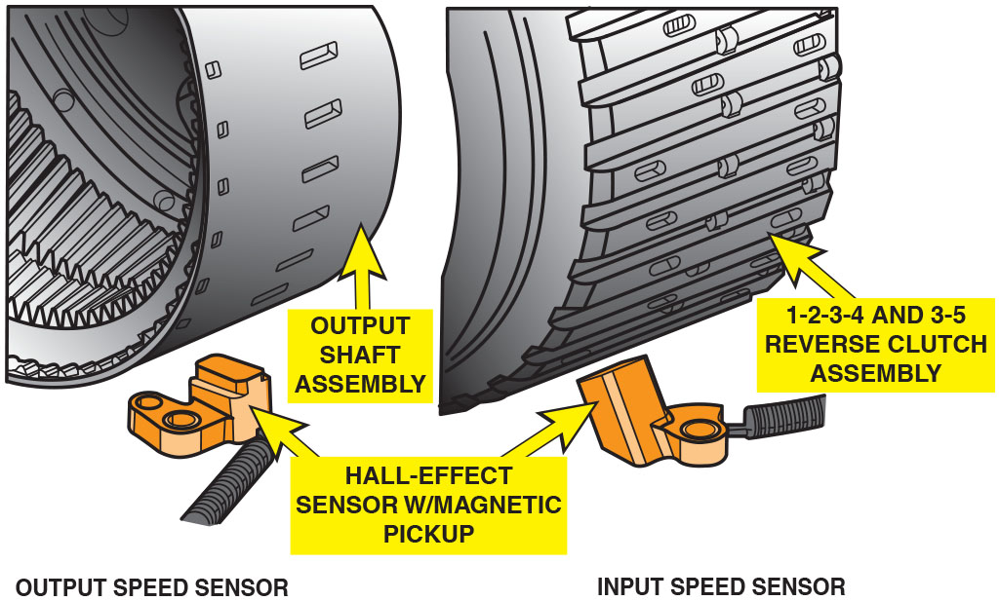 OUTPUT
SHAFT
ASSEMBLY
1-2-3-4 AND 3-5
REVERSE CLUTCH
ASSEMBLY
HALL-EFFECT
SENSOR W/MAGNETIC
PICKUP
OUTPUT SPEED SENSOR
INPUT SPEED SENSOR